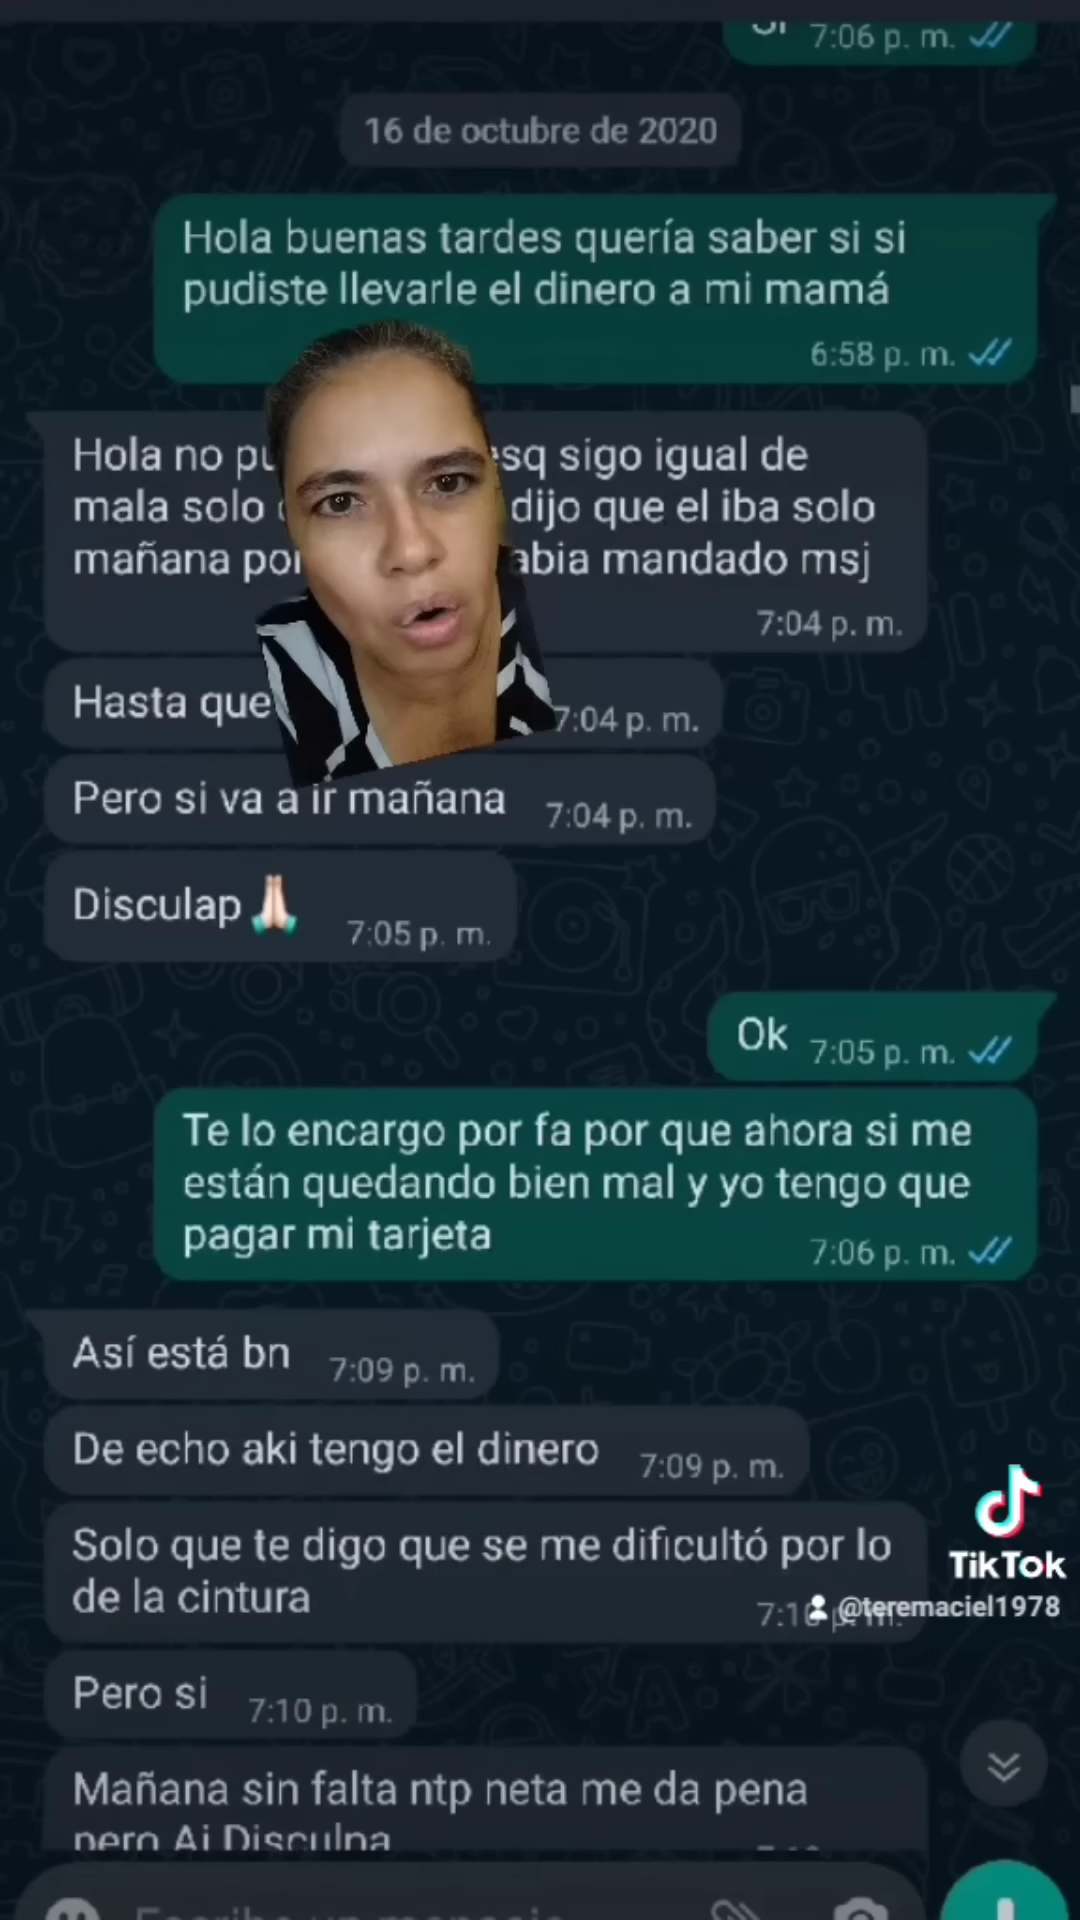 7:06 p. m.
16 de octubre de 2020
Hola buenas tardes quería saber si si
pudiste llevarle el dinero a mi mamá
6:58 p. m.
Hola no sigo igual de
mala solo dijo que el iba solo
mañana mandado msj
7:04 p. m.
Hasta que
7:04 p. m.
Pero si va a ir mañana
7:04 p. m.
Disculap🙏
7:05 p. m.
Ok
7:05 p. m.
Te lo encargo por fa por que ahora si me
están quedando bien mal y yo tengo que
pagar mi tarjeta
7:06 p. m.
Así está bn
7:09 p. m.
De echo aki tengo el dinero
7:09 p. m.
Solo que te digo que se me dificultó por lo
de la cintura
TikTok
@teremaciel1978
Pero si
7:10 p. m.
Mañana sin falta ntp neta me da pena
pero Ai Disculpa